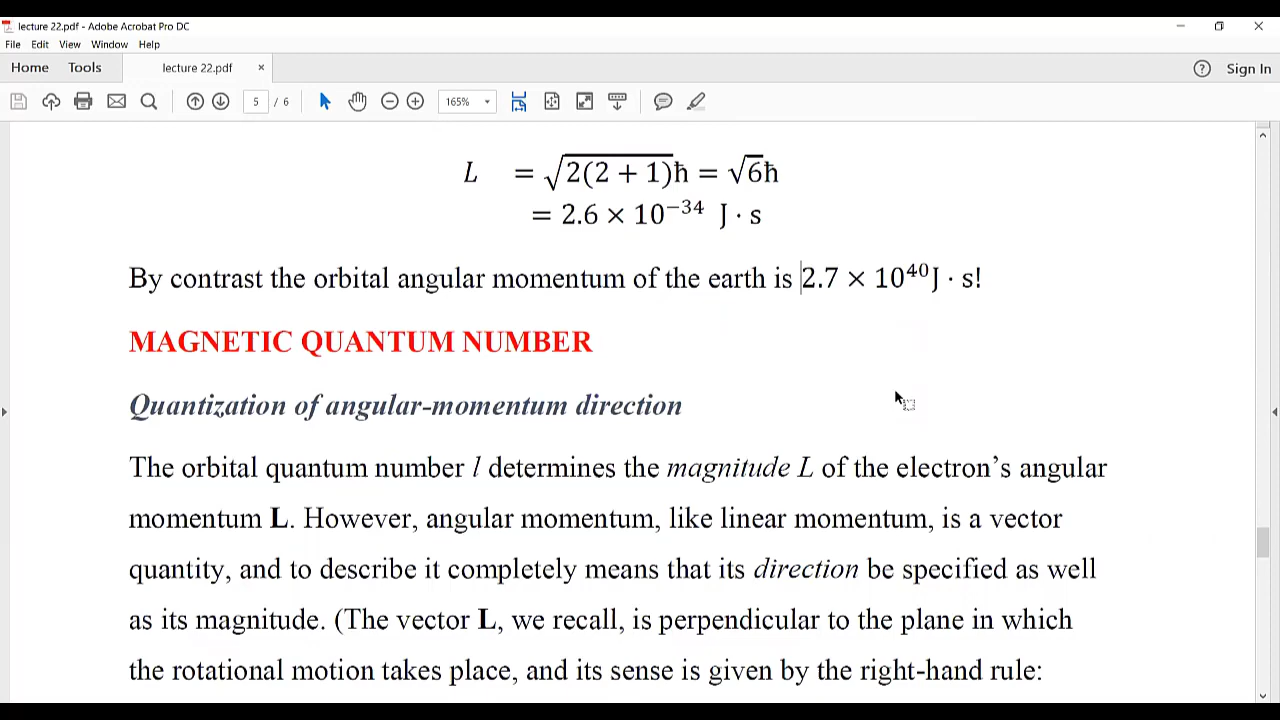 lecture 22.pdf - Adobe Acrobat Pro DC
File Edit View Window Help
Home Tools lecture 22.pdf × Sign In
5 / 6 165%
L = √2(2 + 1)ħ = √6ħ
= 2.6 × 10⁻³⁴ J · s
By contrast the orbital angular momentum of the earth is 2.7 × 10⁴⁰J · s!
MAGNETIC QUANTUM NUMBER
Quantization of angular-momentum direction
The orbital quantum number l determines the magnitude L of the electron’s angular
momentum L. However, angular momentum, like linear momentum, is a vector
quantity, and to describe it completely means that its direction be specified as well
as its magnitude. (The vector L, we recall, is perpendicular to the plane in which
the rotational motion takes place, and its sense is given by the right-hand rule: